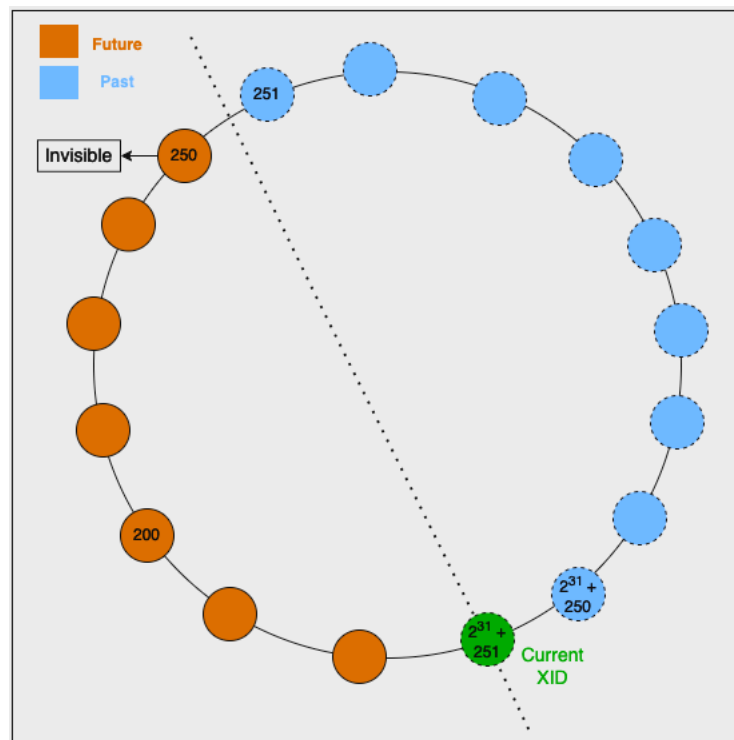 Future
Past
251
Invisible
250
200
2³¹ +
250
2³¹ +
251
Current
XID